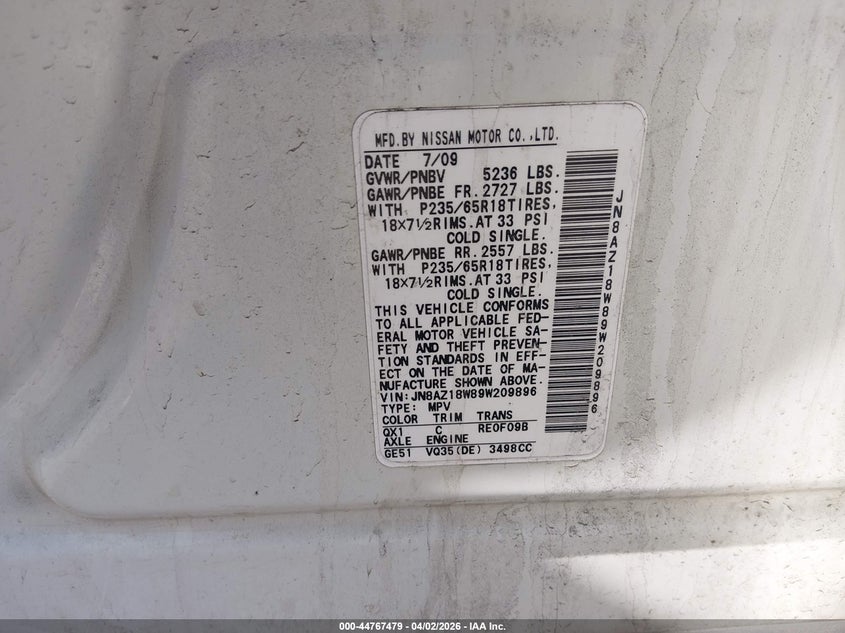 MFD.BY NISSAN MOTOR CO.,LTD.
DATE 7/09
GVWR/PNBV 5236 LBS.
GAWR/PNBE FR. 2727 LBS.
WITH P235/65R18TIRES,
18X7½RIMS.AT 33 PSI
COLD SINGLE.
GAWR/PNBE RR. 2557 LBS.
WITH P235/65R18TIRES,
18X7½RIMS.AT 33 PSI
COLD SINGLE.
THIS VEHICLE CONFORMS
TO ALL APPLICABLE FED-
ERAL MOTOR VEHICLE SA-
FETY AND THEFT PREVEN-
TION STANDARDS IN EFF-
ECT ON THE DATE OF MA-
NUFACTURE SHOWN ABOVE.
VIN:JN8AZ18W89W209896
TYPE: MPV
COLOR TRIM TRANS
QX1 C RE0F09B
AXLE ENGINE
GE51 VQ35(DE) 3498CC
JN8AZ18W89W209896
000-44767479 - 04/02/2026 - IAA Inc.